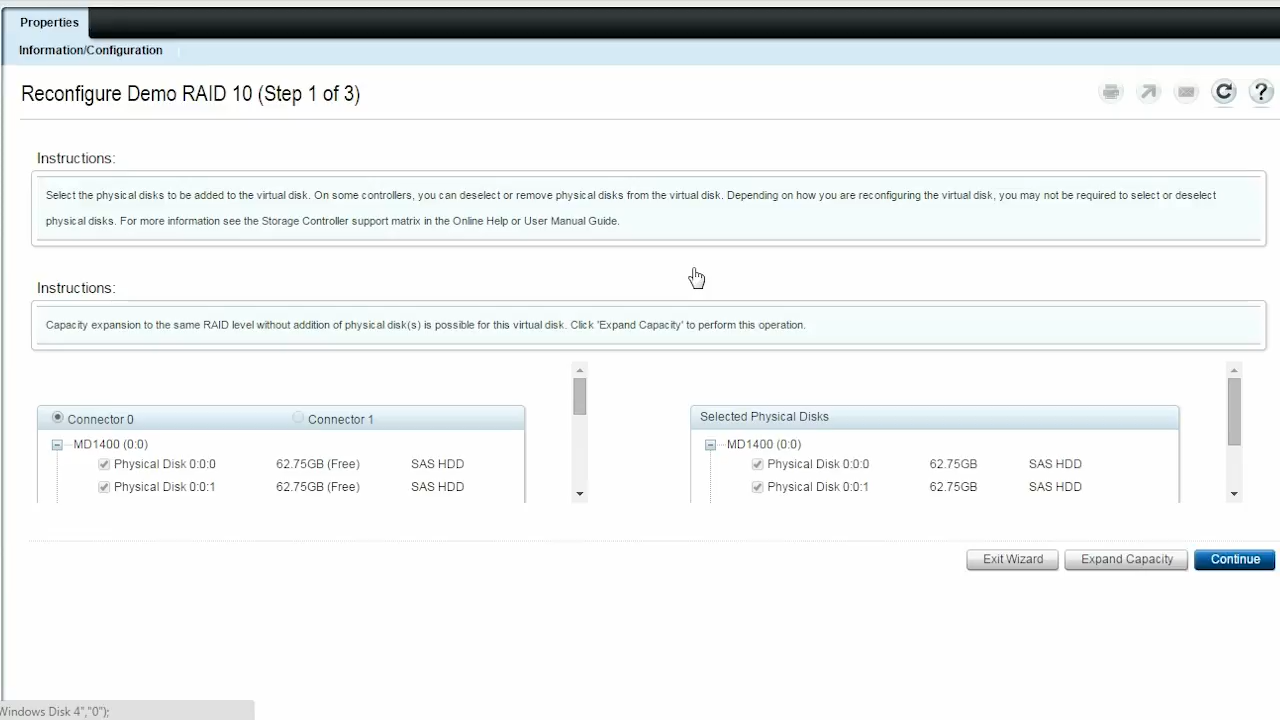 Properties
Information/Configuration
Reconfigure Demo RAID 10 (Step 1 of 3)
Instructions:
Select the physical disks to be added to the virtual disk. On some controllers, you can deselect or remove physical disks from the virtual disk. Depending on how you are reconfiguring the virtual disk, you may not be required to select or deselect
physical disks. For more information see the Storage Controller support matrix in the Online Help or User Manual Guide.
Instructions:
Capacity expansion to the same RAID level without addition of physical disk(s) is possible for this virtual disk. Click 'Expand Capacity' to perform this operation.
Connector 0 Connector 1
MD1400 (0:0)
Physical Disk 0:0:0 62.75GB (Free) SAS HDD
Physical Disk 0:0:1 62.75GB (Free) SAS HDD
Selected Physical Disks
MD1400 (0:0)
Physical Disk 0:0:0 62.75GB SAS HDD
Physical Disk 0:0:1 62.75GB SAS HDD
Exit Wizard Expand Capacity Continue
Windows Disk 4","0");